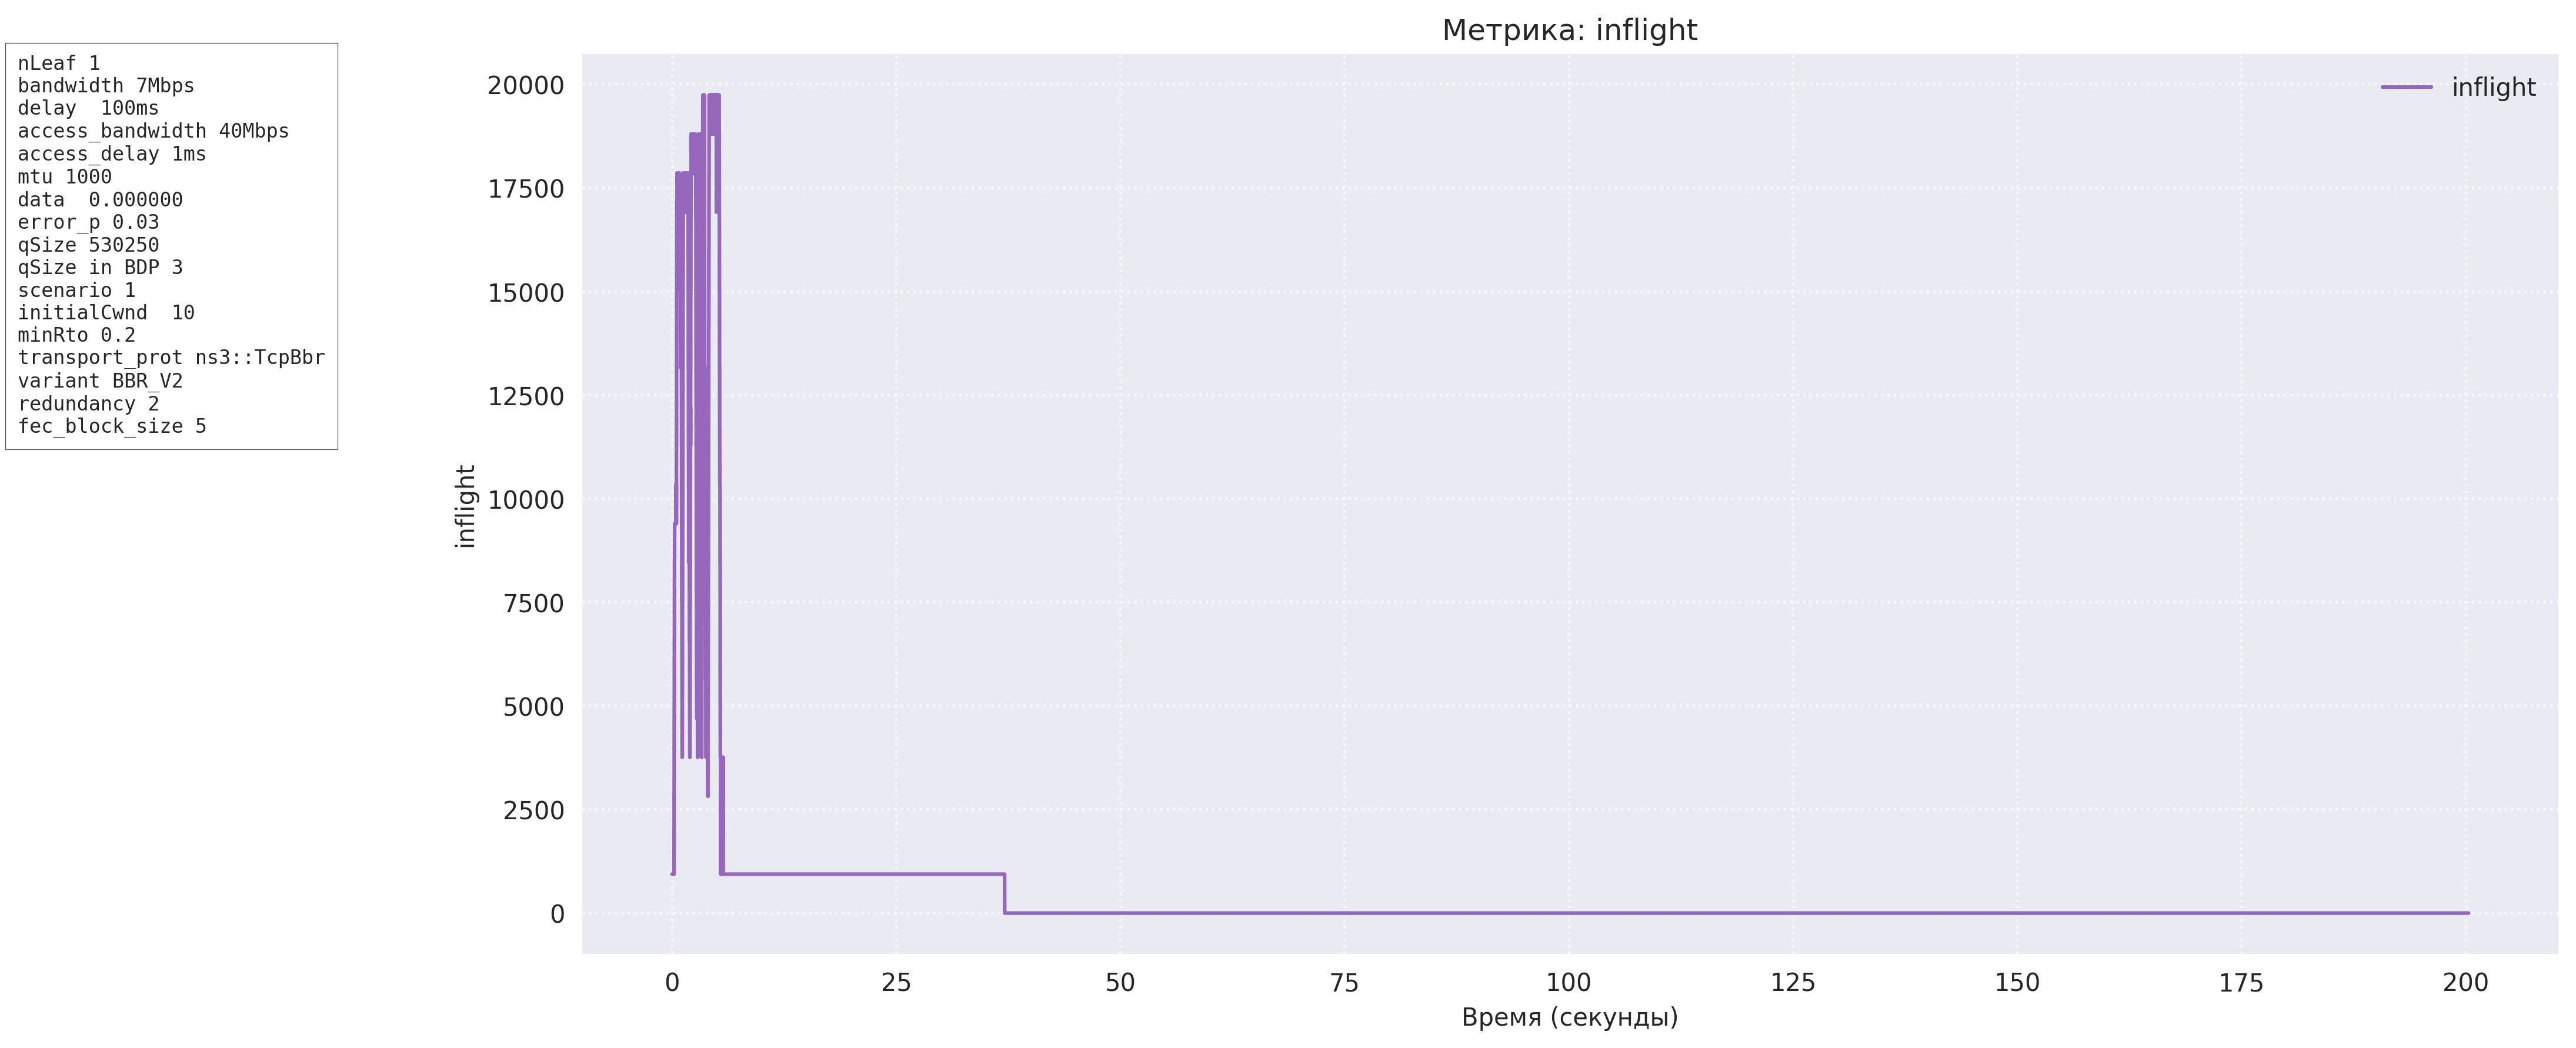 Метрика: inflight
nLeaf 1
bandwidth 7Mbps
delay  100ms
access_bandwidth 40Mbps
access_delay 1ms
mtu 1000
data  0.000000
error_p 0.03
qSize 530250
qSize in BDP 3
scenario 1
initialCwnd  10
minRto 0.2
transport_prot ns3::TcpBbr
variant BBR_V2
redundancy 2
fec_block_size 5
inflight
20000
17500
15000
12500
10000
7500
5000
2500
0
inflight
0 25 50 75 100 125 150 175 200
Время (секунды)